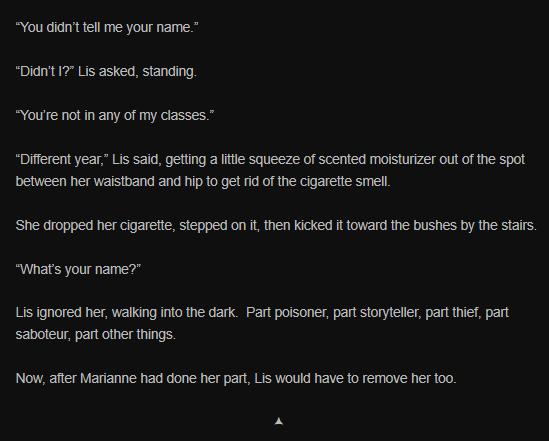 “You didn’t tell me your name.”
“Didn’t I?” Lis asked, standing.
“You’re not in any of my classes.”
“Different year,” Lis said, getting a little squeeze of scented moisturizer out of the spot
between her waistband and hip to get rid of the cigarette smell.
She dropped her cigarette, stepped on it, then kicked it toward the bushes by the stairs.
“What’s your name?”
Lis ignored her, walking into the dark.  Part poisoner, part storyteller, part thief, part
saboteur, part other things.
Now, after Marianne had done her part, Lis would have to remove her too.